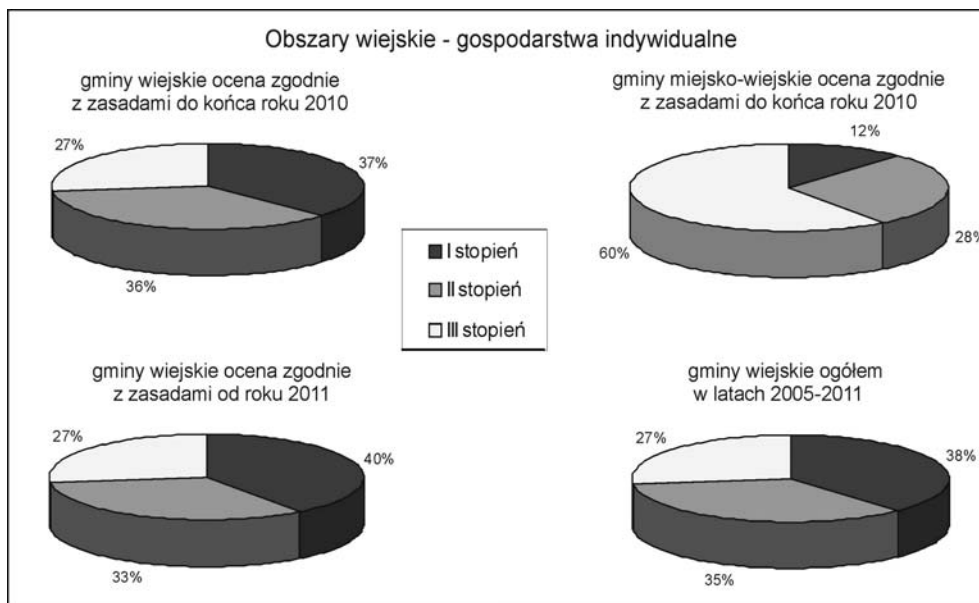 Obszary wiejskie - gospodarstwa indywidualne
gminy wiejskie ocena zgodnie
z zasadami do końca roku 2010
27%
37%
36%
gminy miejsko-wiejskie ocena zgodnie
z zasadami do końca roku 2010
12%
28%
60%
I stopień
II stopień
III stopień
gminy wiejskie ocena zgodnie
z zasadami od roku 2011
27%
40%
33%
gminy wiejskie ogółem
w latach 2005-2011
27%
38%
35%